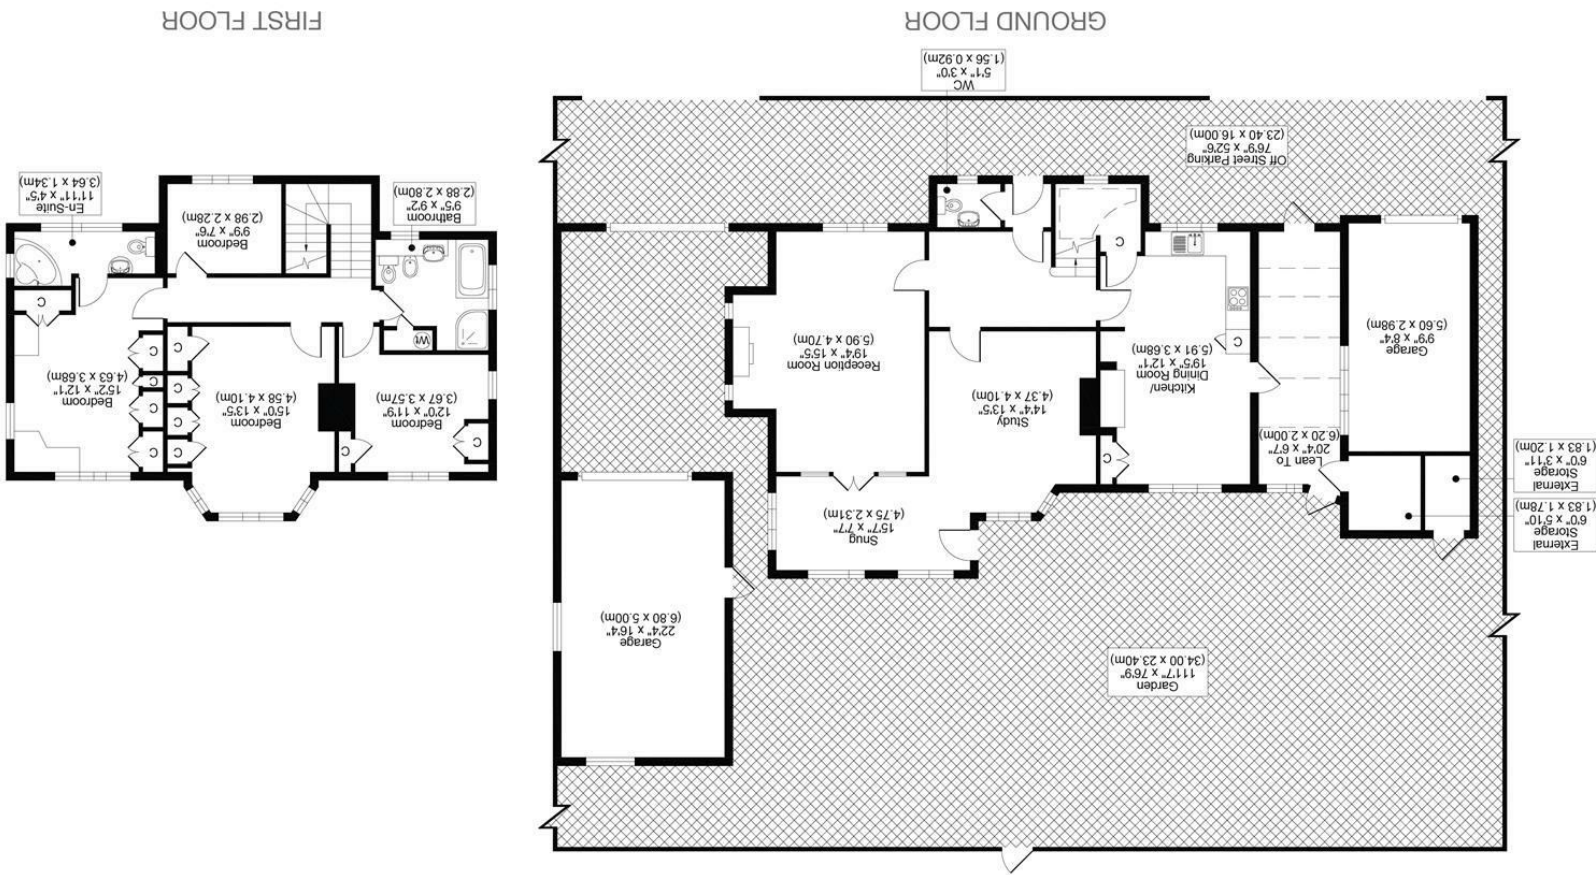 Garden
111'7" x 76'9"
(34.00 x 23.40m)
Garage
22'4" x 16'4"
(6.80 x 5.00m)
External
Storage
6'0" x 5'10"
(1.83 x 1.78m)
External
Storage
6'0" x 3'11"
(1.83 x 1.20m)
Snug
15'7" x 7'7"
(4.75 x 2.31m)
Lean To
20'4" x 6'7"
(6.20 x 2.00m)
C
Study
14'4" x 13'5"
(4.37 x 4.10m)
Kitchen/
Dining Room
19'5" x 12'1"
(5.91 x 3.68m)
C
Reception Room
19'4" x 15'5"
(5.90 x 4.70m)
Garage
9'9" x 8'4"
(5.60 x 2.98m)
C
Off Street Parking
76'9" x 52'6"
(23.40 x 16.00m)
WC
5'1" x 3'0"
(1.56 x 0.92m)
GROUND FLOOR
C
C
Bedroom
12'0" x 11'9"
(3.67 x 3.57m)
C
C
C
C
Bedroom
15'0" x 13'5"
(4.58 x 4.10m)
C
C
C
C
Bedroom
15'2" x 12'1"
(4.63 x 3.68m)
Wt
C
Bedroom
9'9" x 7'6"
(2.98 x 2.28m)
Bathroom
9'5" x 9'2"
(2.88 x 2.80m)
En-Suite
11'11" x 4'5"
(3.64 x 1.34m)
FIRST FLOOR